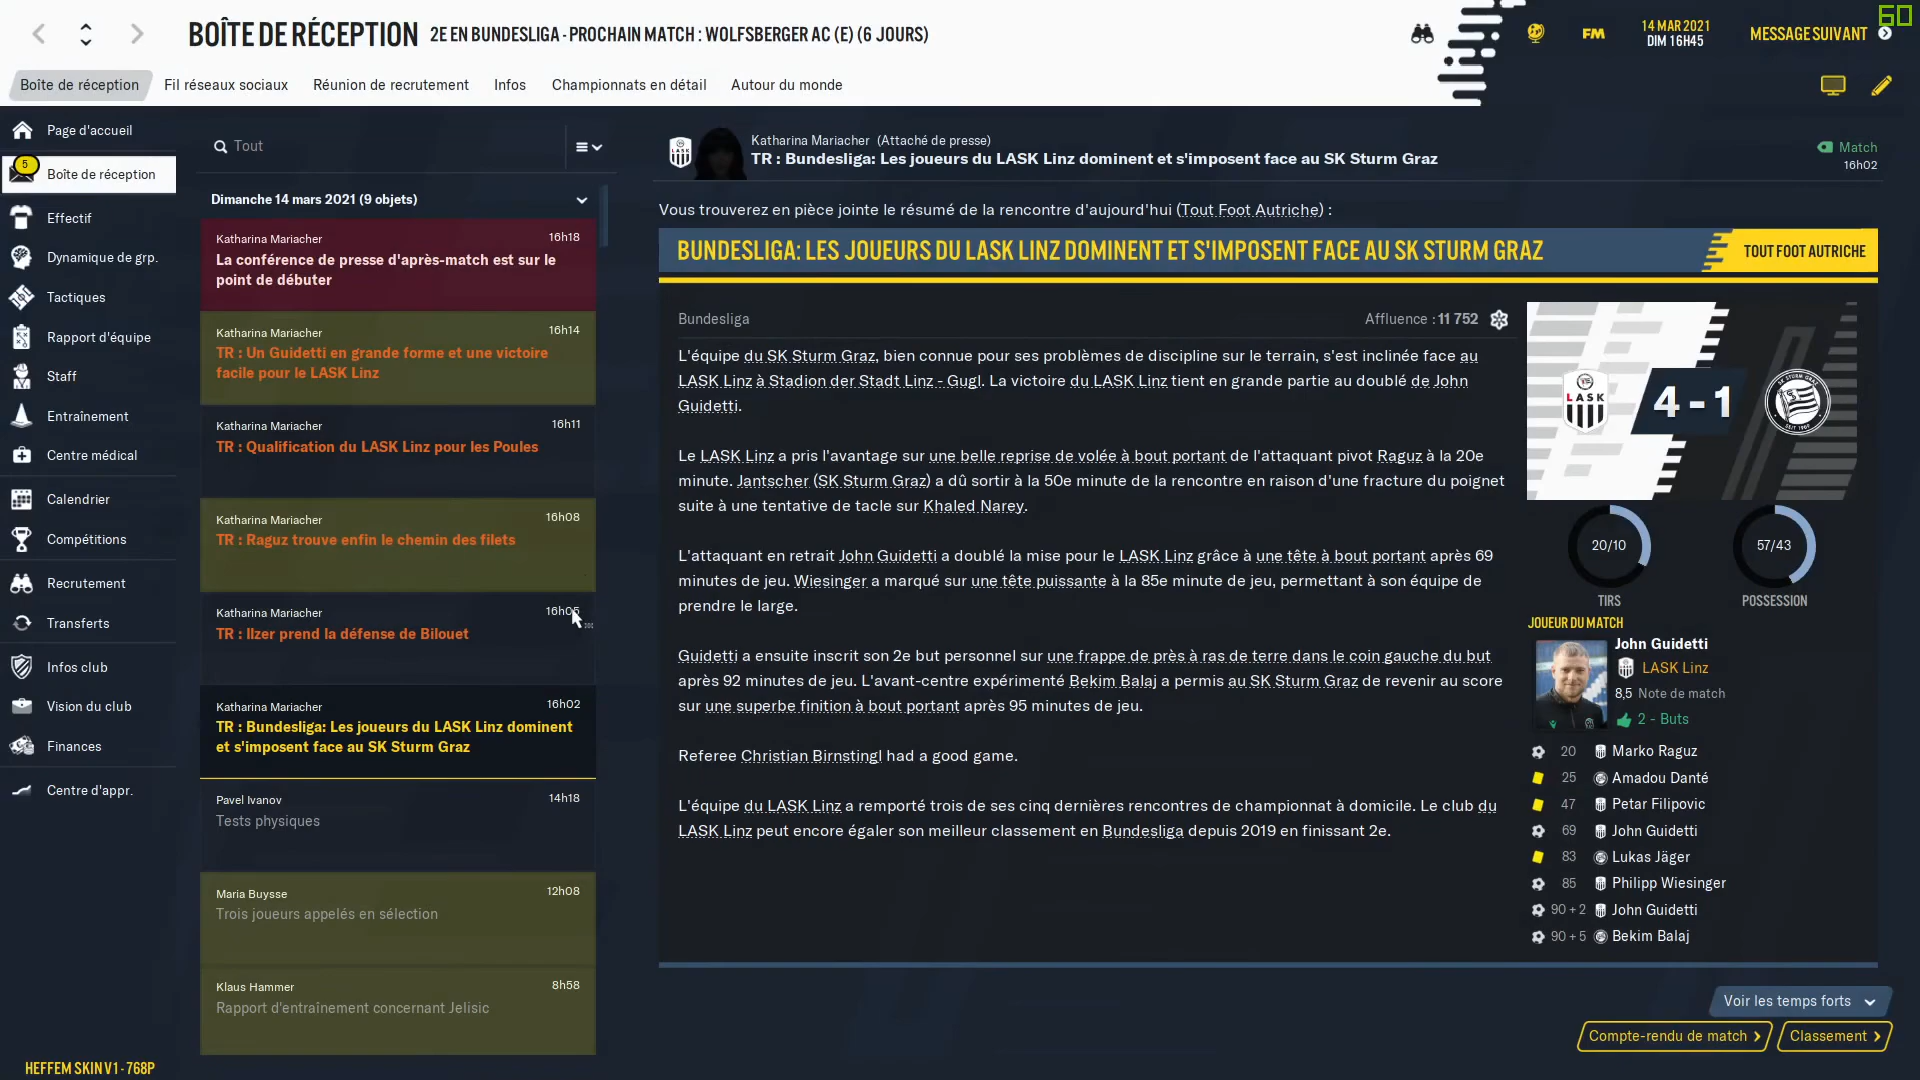 BOÎTE DE RÉCEPTION
2E EN BUNDESLIGA - PROCHAIN MATCH : WOLFSBERGER AC (E) (6 JOURS)
FM
14 MAR 2021
DIM 16H45
MESSAGE SUIVANT
60
Boîte de réception
Fil réseaux sociaux
Réunion de recrutement
Infos
Championnats en détail
Autour du monde
Page d'accueil
5
Boîte de réception
Effectif
Dynamique de grp.
Tactiques
Rapport d'équipe
Staff
Entraînement
Centre médical
Calendrier
Compétitions
Recrutement
Transferts
Infos club
Vision du club
Finances
Centre d'appr.
HEFFEM SKIN V1 - 768P
Tout
Dimanche 14 mars 2021 (9 objets)
Katharina Mariacher 16h18
La conférence de presse d'après-match est sur le
point de débuter
Katharina Mariacher 16h14
TR : Un Guidetti en grande forme et une victoire
facile pour le LASK Linz
Katharina Mariacher 16h11
TR : Qualification du LASK Linz pour les Poules
Katharina Mariacher 16h08
TR : Raguz trouve enfin le chemin des filets
Katharina Mariacher 16h05
TR : Ilzer prend la défense de Bilouet
Katharina Mariacher 16h02
TR : Bundesliga: Les joueurs du LASK Linz dominent
et s'imposent face au SK Sturm Graz
Pavel Ivanov 14h18
Tests physiques
Maria Buysse 12h08
Trois joueurs appelés en sélection
Klaus Hammer 8h58
Rapport d'entraînement concernant Jelisic
LASK
Katharina Mariacher (Attaché de presse)
TR : Bundesliga: Les joueurs du LASK Linz dominent et s'imposent face au SK Sturm Graz
Match
16h02
Vous trouverez en pièce jointe le résumé de la rencontre d'aujourd'hui (Tout Foot Autriche) :
BUNDESLIGA: LES JOUEURS DU LASK LINZ DOMINENT ET S'IMPOSENT FACE AU SK STURM GRAZ
TOUT FOOT AUTRICHE
Bundesliga
Affluence : 11 752
L'équipe du SK Sturm Graz, bien connue pour ses problèmes de discipline sur le terrain, s'est inclinée face au
LASK Linz à Stadion der Stadt Linz - Gugl. La victoire du LASK Linz tient en grande partie au doublé de John
Guidetti.
Le LASK Linz a pris l'avantage sur une belle reprise de volée à bout portant de l'attaquant pivot Raguz à la 20e
minute. Jantscher (SK Sturm Graz) a dû sortir à la 50e minute de la rencontre en raison d'une fracture du poignet
suite à une tentative de tacle sur Khaled Narey.
L'attaquant en retrait John Guidetti a doublé la mise pour le LASK Linz grâce à une tête à bout portant après 69
minutes de jeu. Wiesinger a marqué sur une tête puissante à la 85e minute de jeu, permettant à son équipe de
prendre le large.
Guidetti a ensuite inscrit son 2e but personnel sur une frappe de près à ras de terre dans le coin gauche du but
après 92 minutes de jeu. L'avant-centre expérimenté Bekim Balaj a permis au SK Sturm Graz de revenir au score
sur une superbe finition à bout portant après 95 minutes de jeu.
Referee Christian Birnstingl had a good game.
L'équipe du LASK Linz a remporté trois de ses cinq dernières rencontres de championnat à domicile. Le club du
LASK Linz peut encore égaler son meilleur classement en Bundesliga depuis 2019 en finissant 2e.
LASK
4 - 1
SK STURM GRAZ
SEIT 1909
20/10
TIRS
57/43
POSSESSION
JOUEUR DU MATCH
John Guidetti
LASK Linz
8,5 Note de match
2 - Buts
20 Marko Raguz
25 Amadou Danté
47 Petar Filipovic
69 John Guidetti
83 Lukas Jäger
85 Philipp Wiesinger
90 + 2 John Guidetti
90 + 5 Bekim Balaj
Voir les temps forts
Compte-rendu de match
Classement